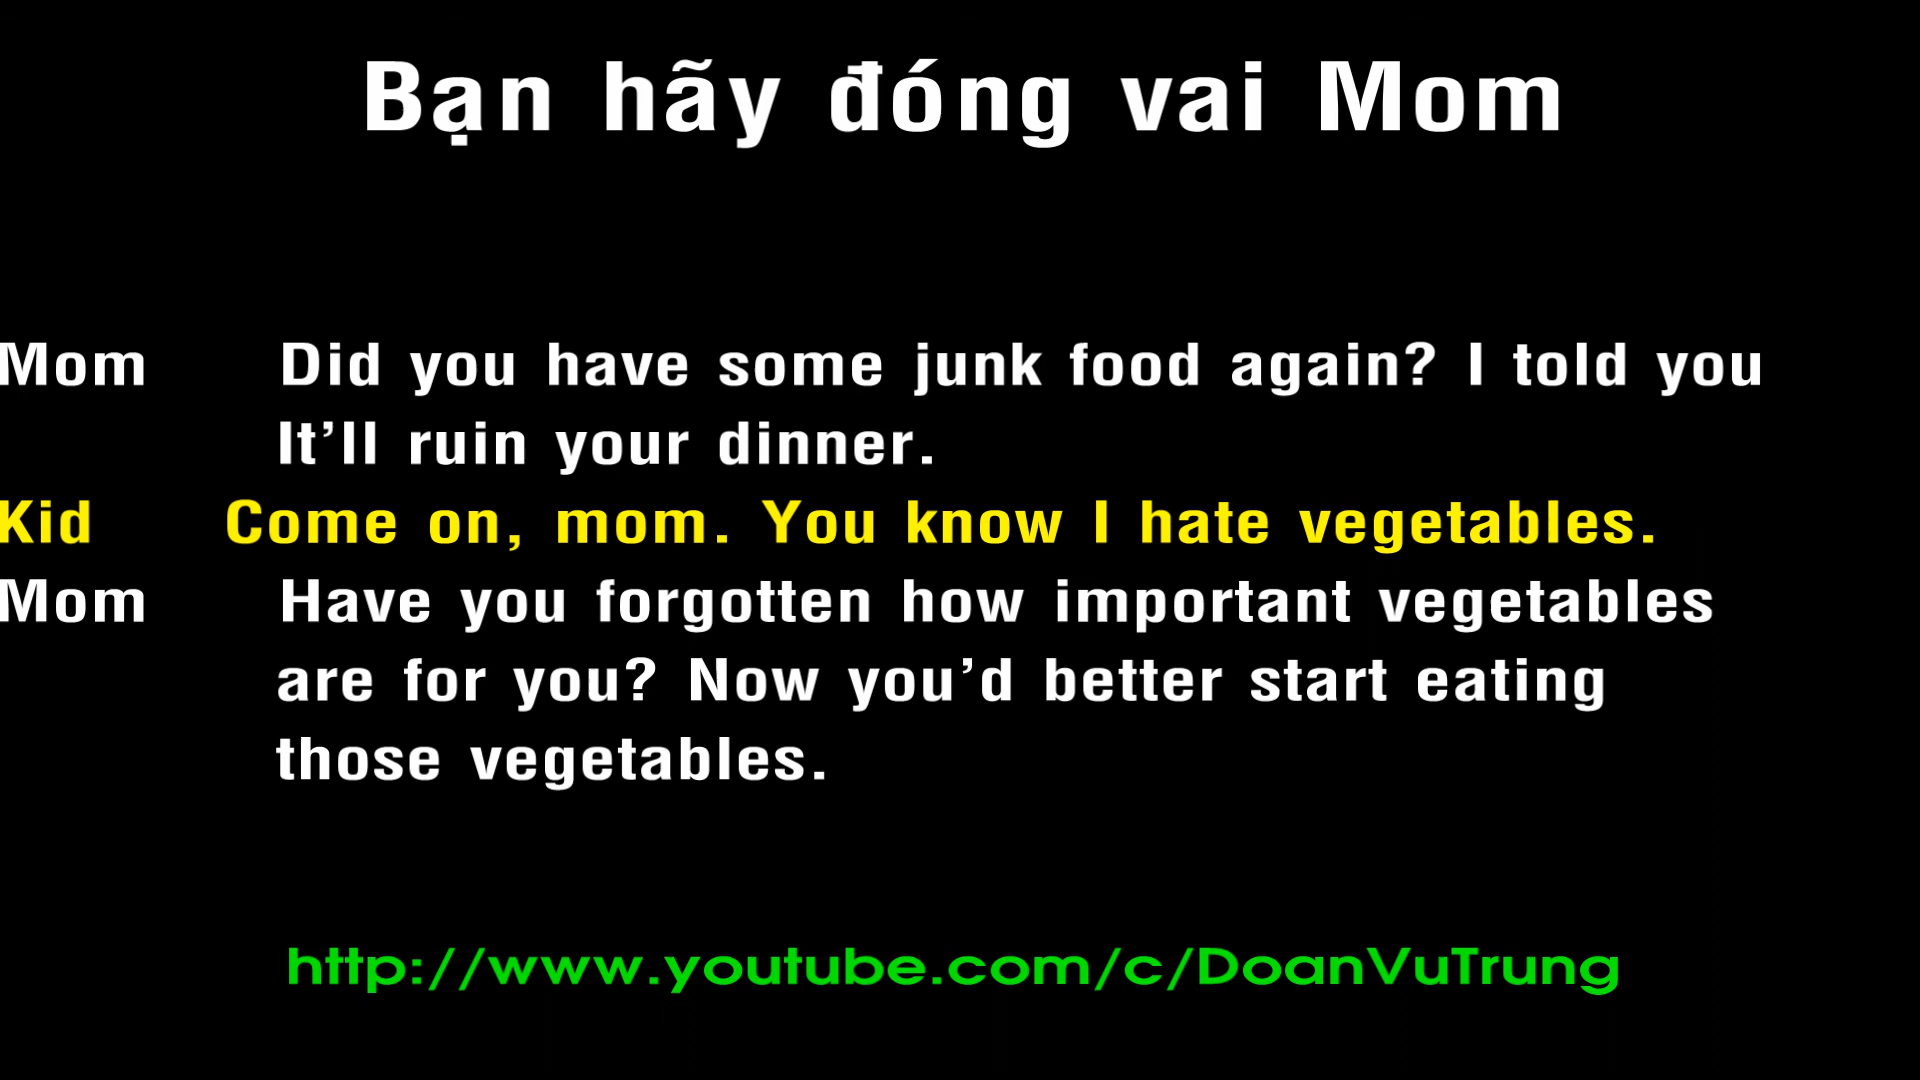 Bạn hãy đóng vai Mom
Mom Did you have some junk food again? I told you
It’ll ruin your dinner.
Kid Come on, mom. You know I hate vegetables.
Mom Have you forgotten how important vegetables
are for you? Now you’d better start eating
those vegetables.
http://www.youtube.com/c/DoanVuTrung